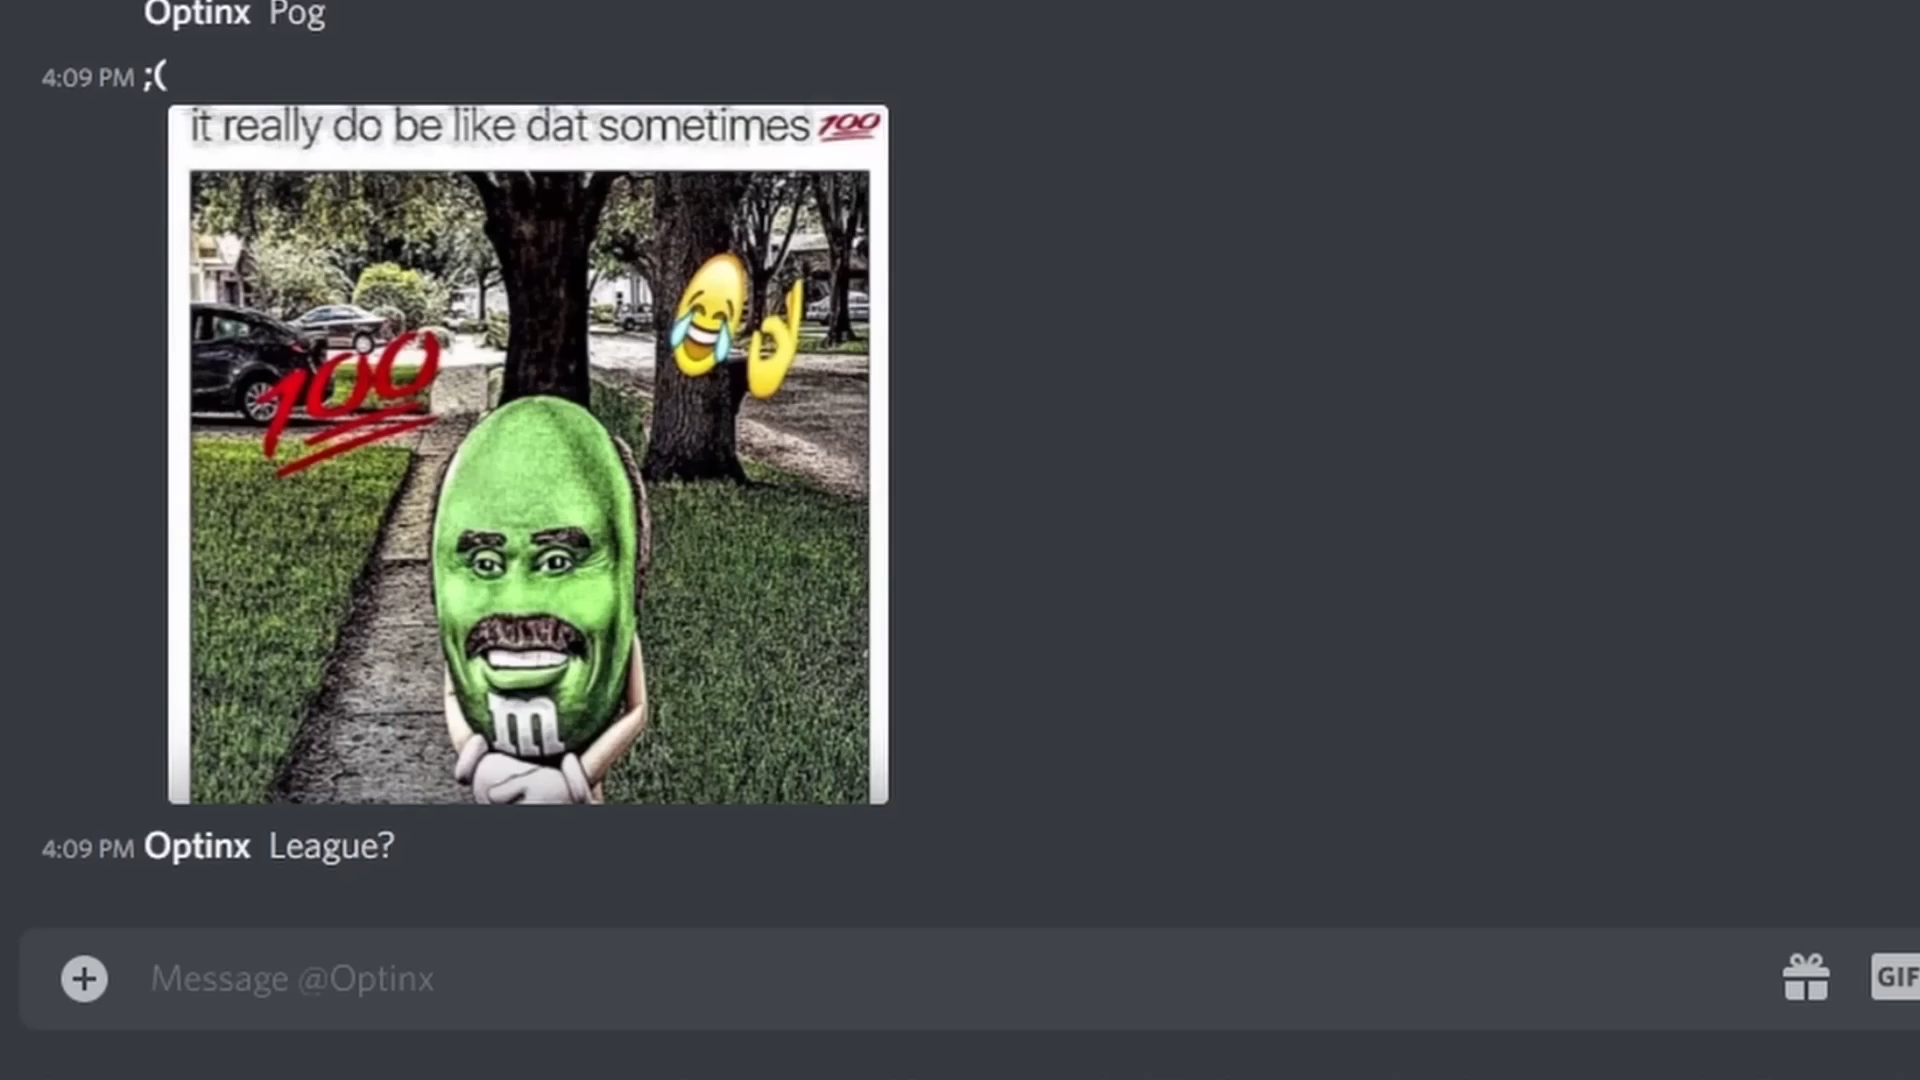 Optinx Pog
4:09 PM ;(
it really do be like dat sometimes 💯
100
m
4:09 PM Optinx League?
Message @Optinx
GIF